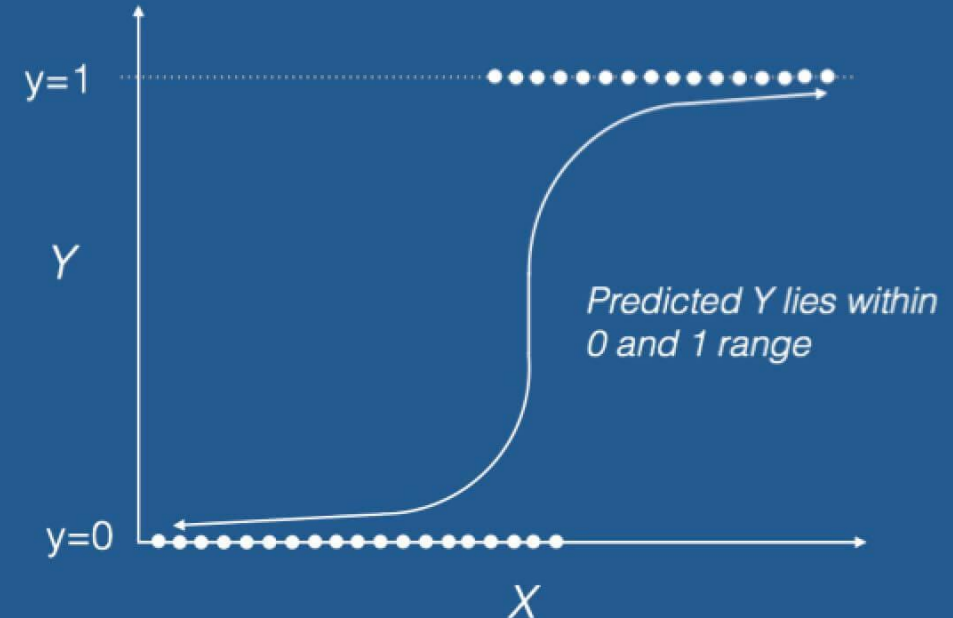 y=1
Y
Predicted Y lies within
0 and 1 range
y=0
X